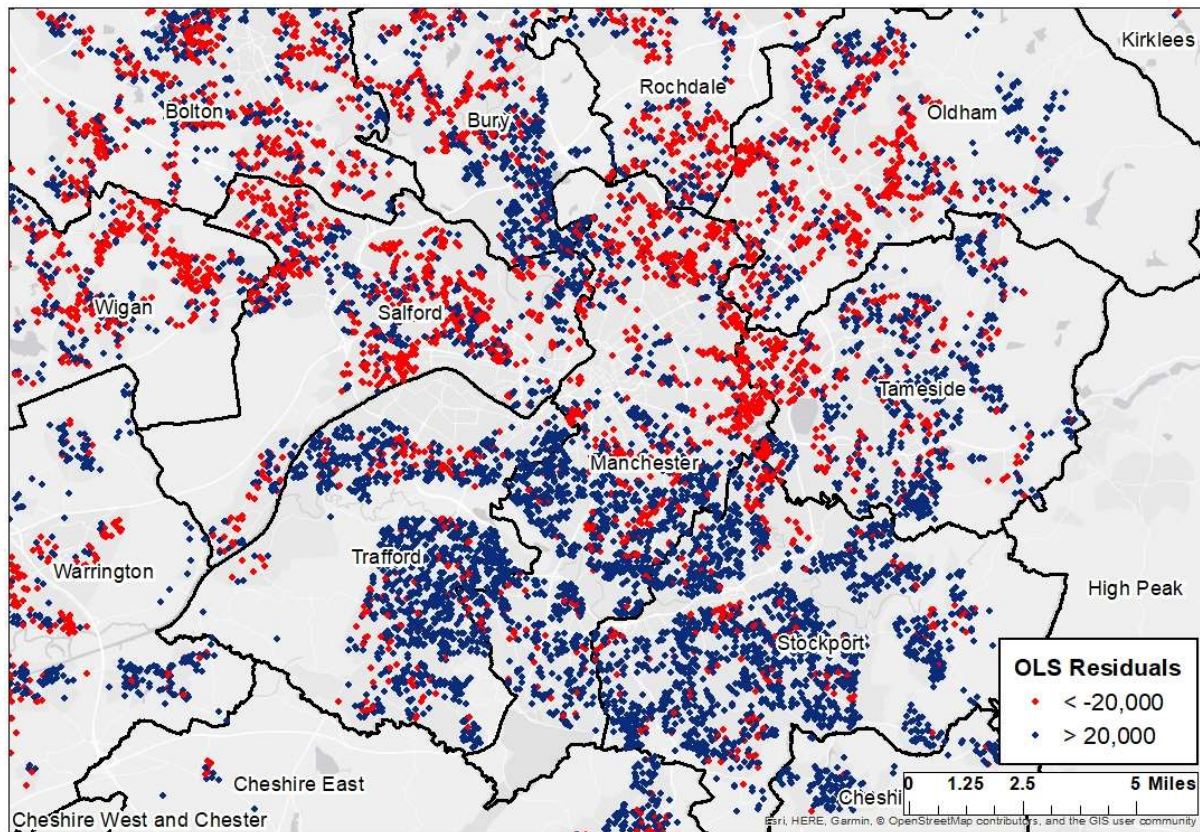 Kirklees
Rochdale
Bolton
Bury
Oldham
Wigan
Salford
Tameside
Manchester
Trafford
Warrington
High Peak
Stockport
OLS Residuals
< -20,000
> 20,000
Cheshire East
Cheshi
0 1.25 2.5 5 Miles
Cheshire West and Chester
Esri, HERE, Garmin, © OpenStreetMap contributors, and the GIS user community